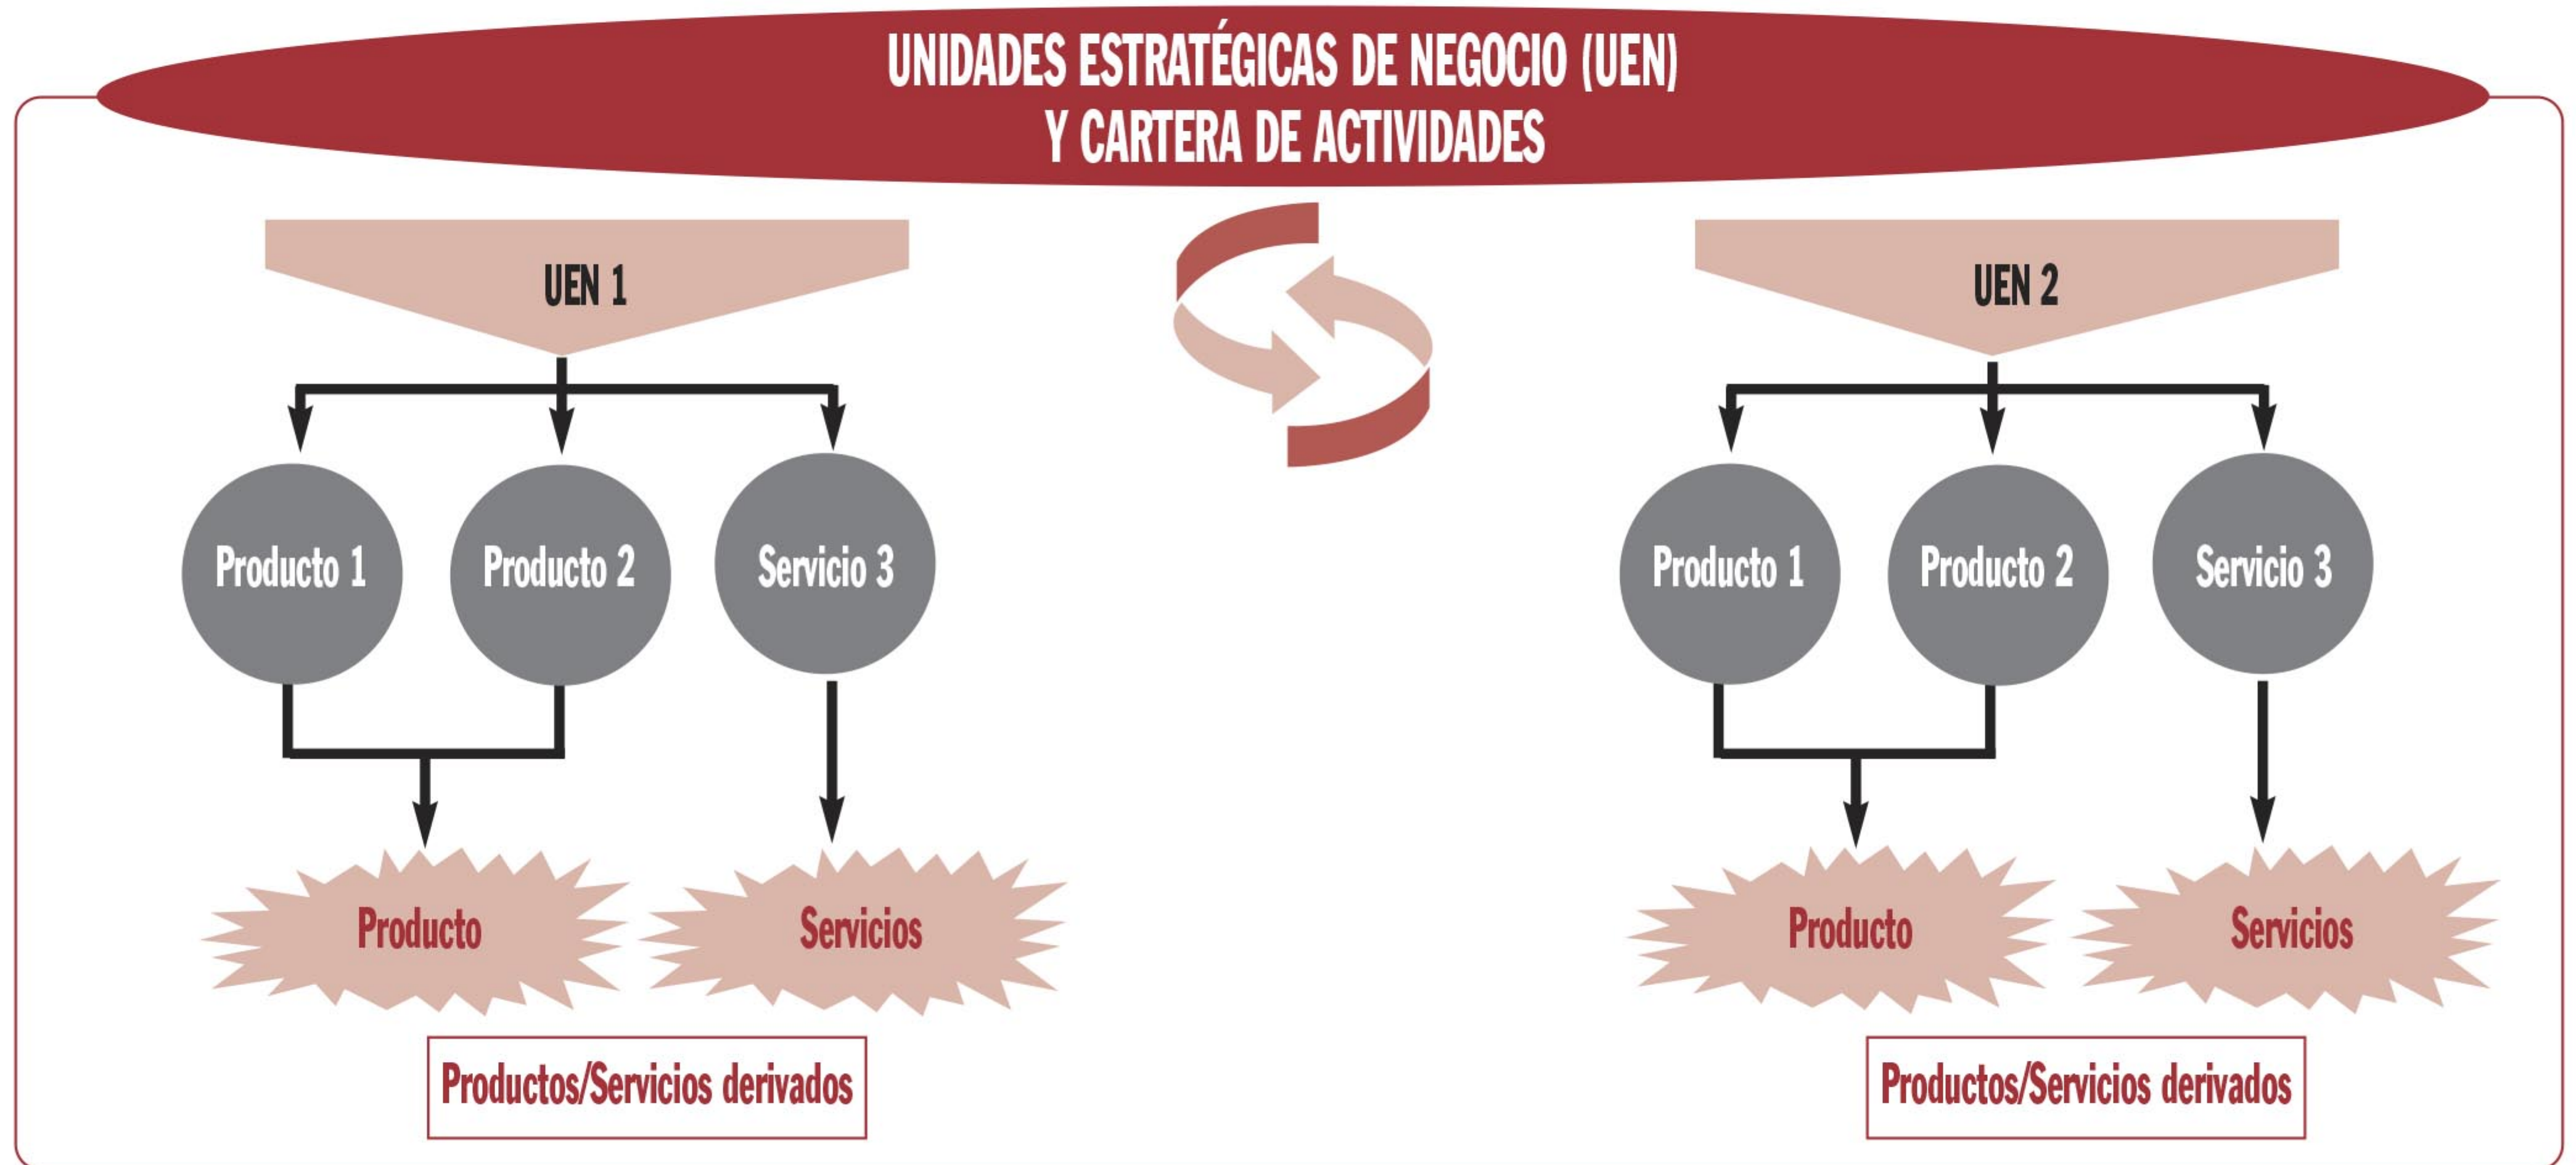 UNIDADES ESTRATÉGICAS DE NEGOCIO (UEN)
Y CARTERA DE ACTIVIDADES
UEN 1
Producto 1
Producto 2
Servicio 3
Producto
Servicios
Productos/Servicios derivados
UEN 2
Producto 1
Producto 2
Servicio 3
Producto
Servicios
Productos/Servicios derivados